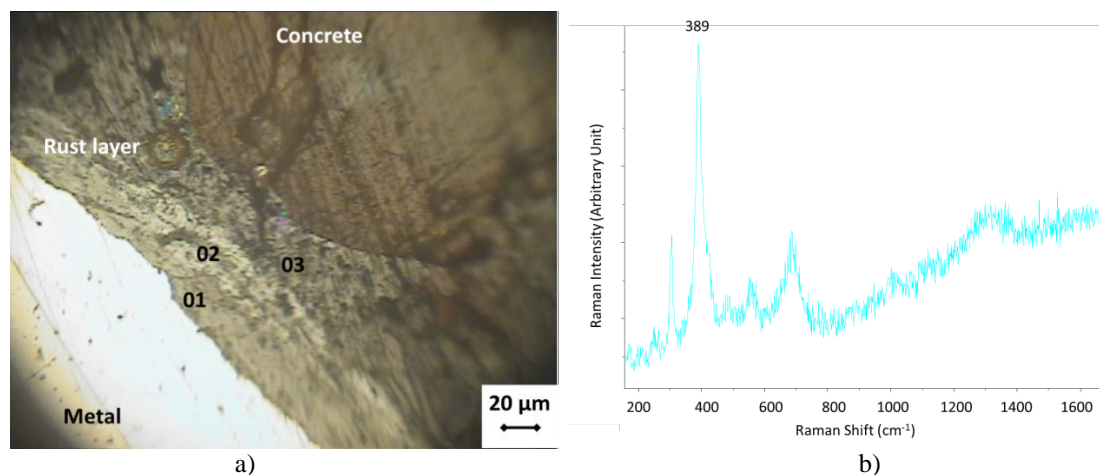 Concrete
Rust layer
02
03
01
20 µm
Metal
a)
389
Raman Intensity (Arbitrary Unit)
200 400 600 800 1000 1200 1400 1600
Raman Shift (cm⁻¹)
b)